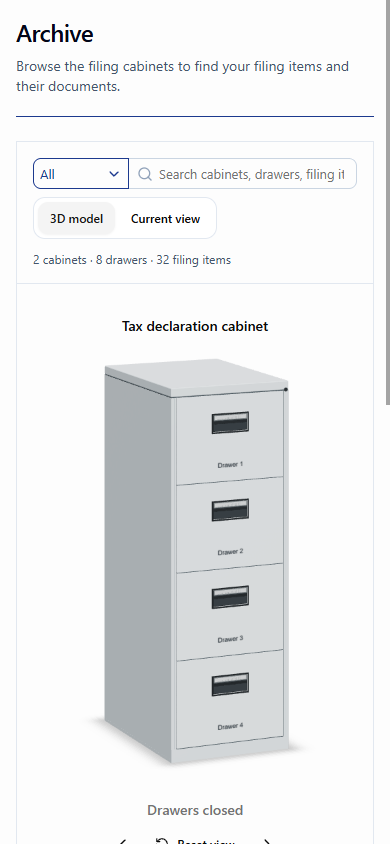 Archive
Browse the filing cabinets to find your filing items and
their documents.
All
Search cabinets, drawers, filing it
3D model
Current view
2 cabinets · 8 drawers · 32 filing items
Tax declaration cabinet
Drawer 1
Drawer 2
Drawer 3
Drawer 4
Drawers closed
Reset view